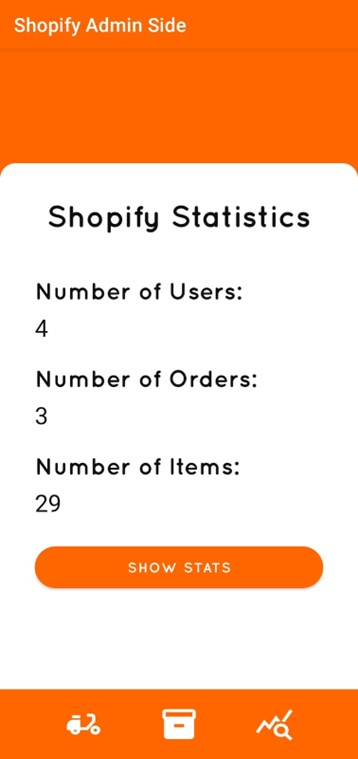 Shopify Admin Side
Shopify Statistics
Number of Users:
4
Number of Orders:
3
Number of Items:
29
SHOW STATS